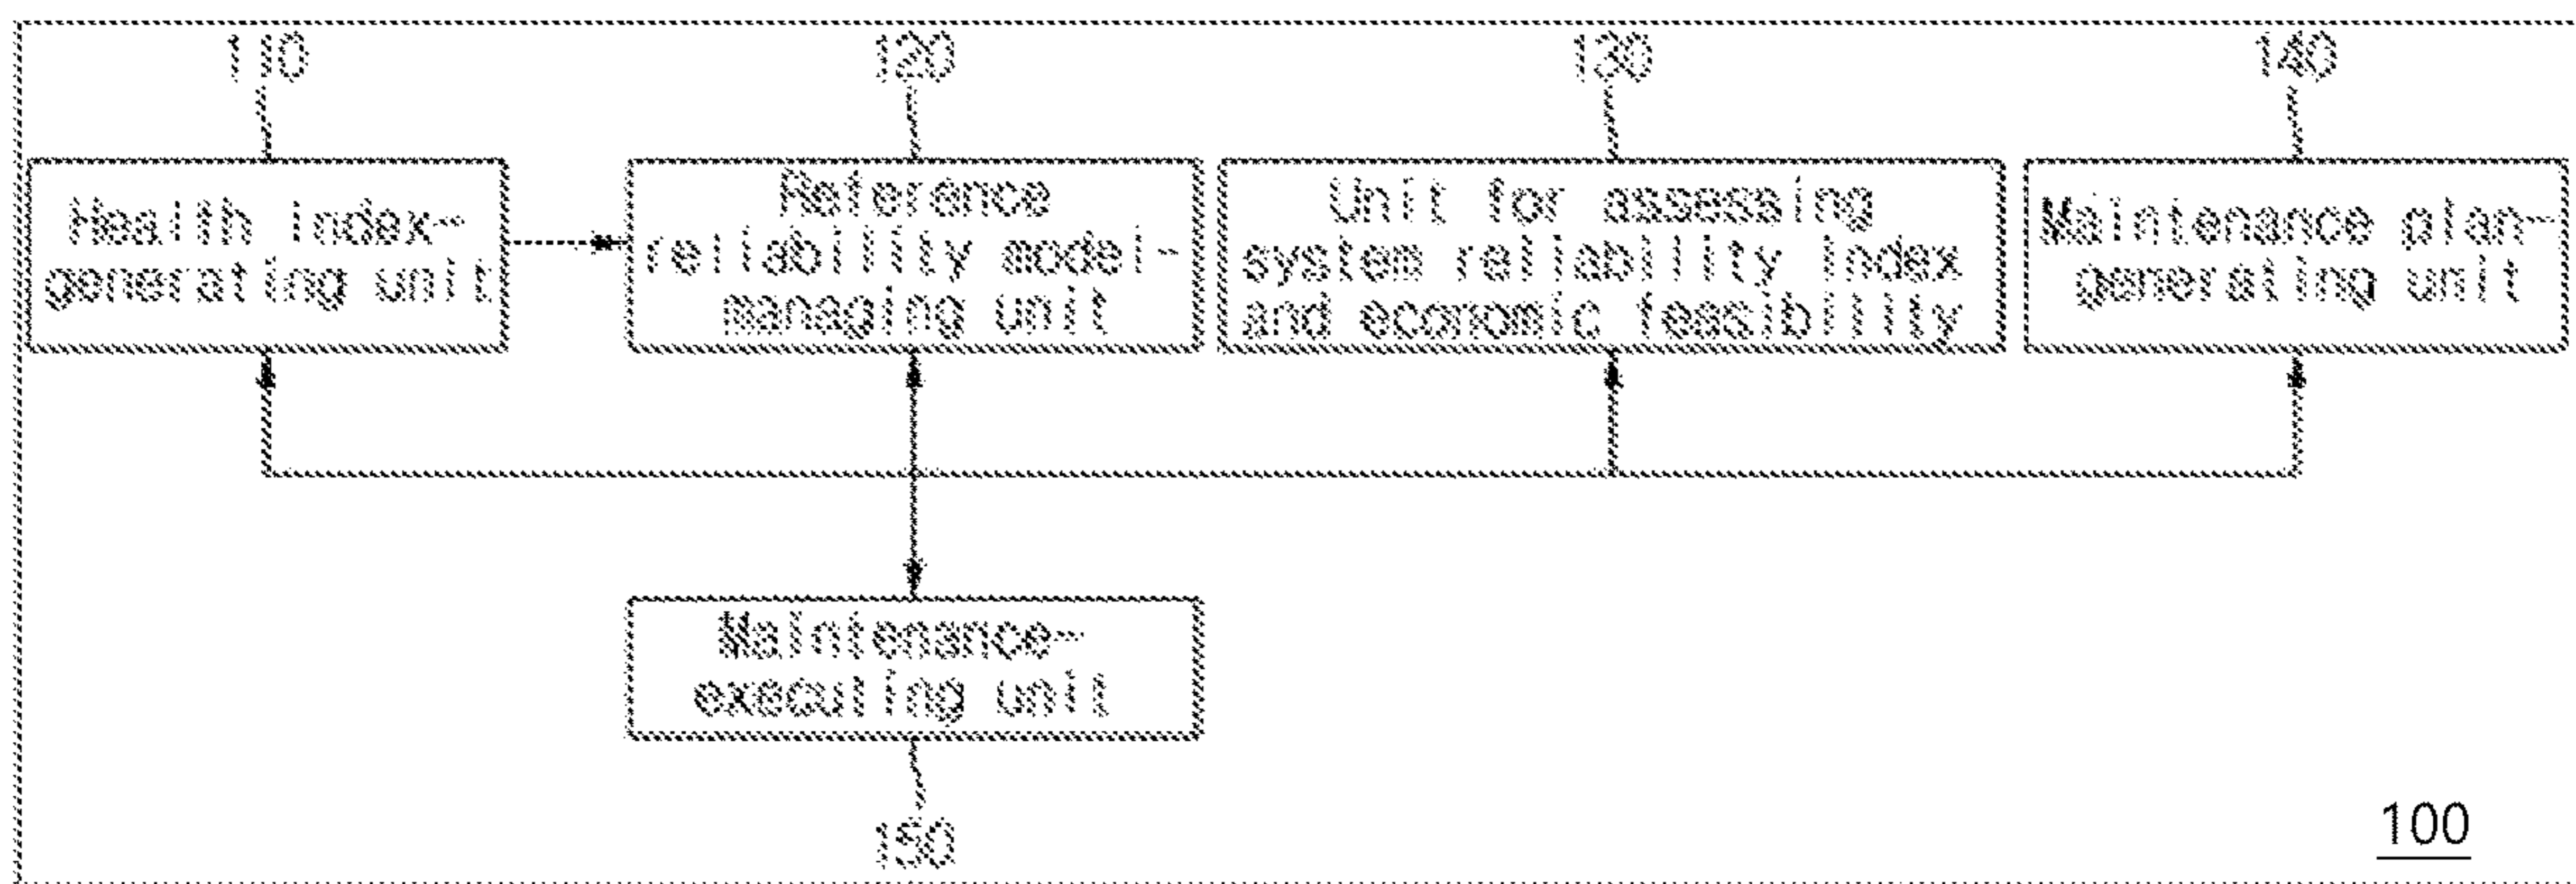 110 120 130 140
Health index-
generating unit
Reference
reliability model-
managing unit
Unit for assessing
system reliability index
and economic feasibility
Maintenance plan-
generating unit
Maintenance-
executing unit
150
100